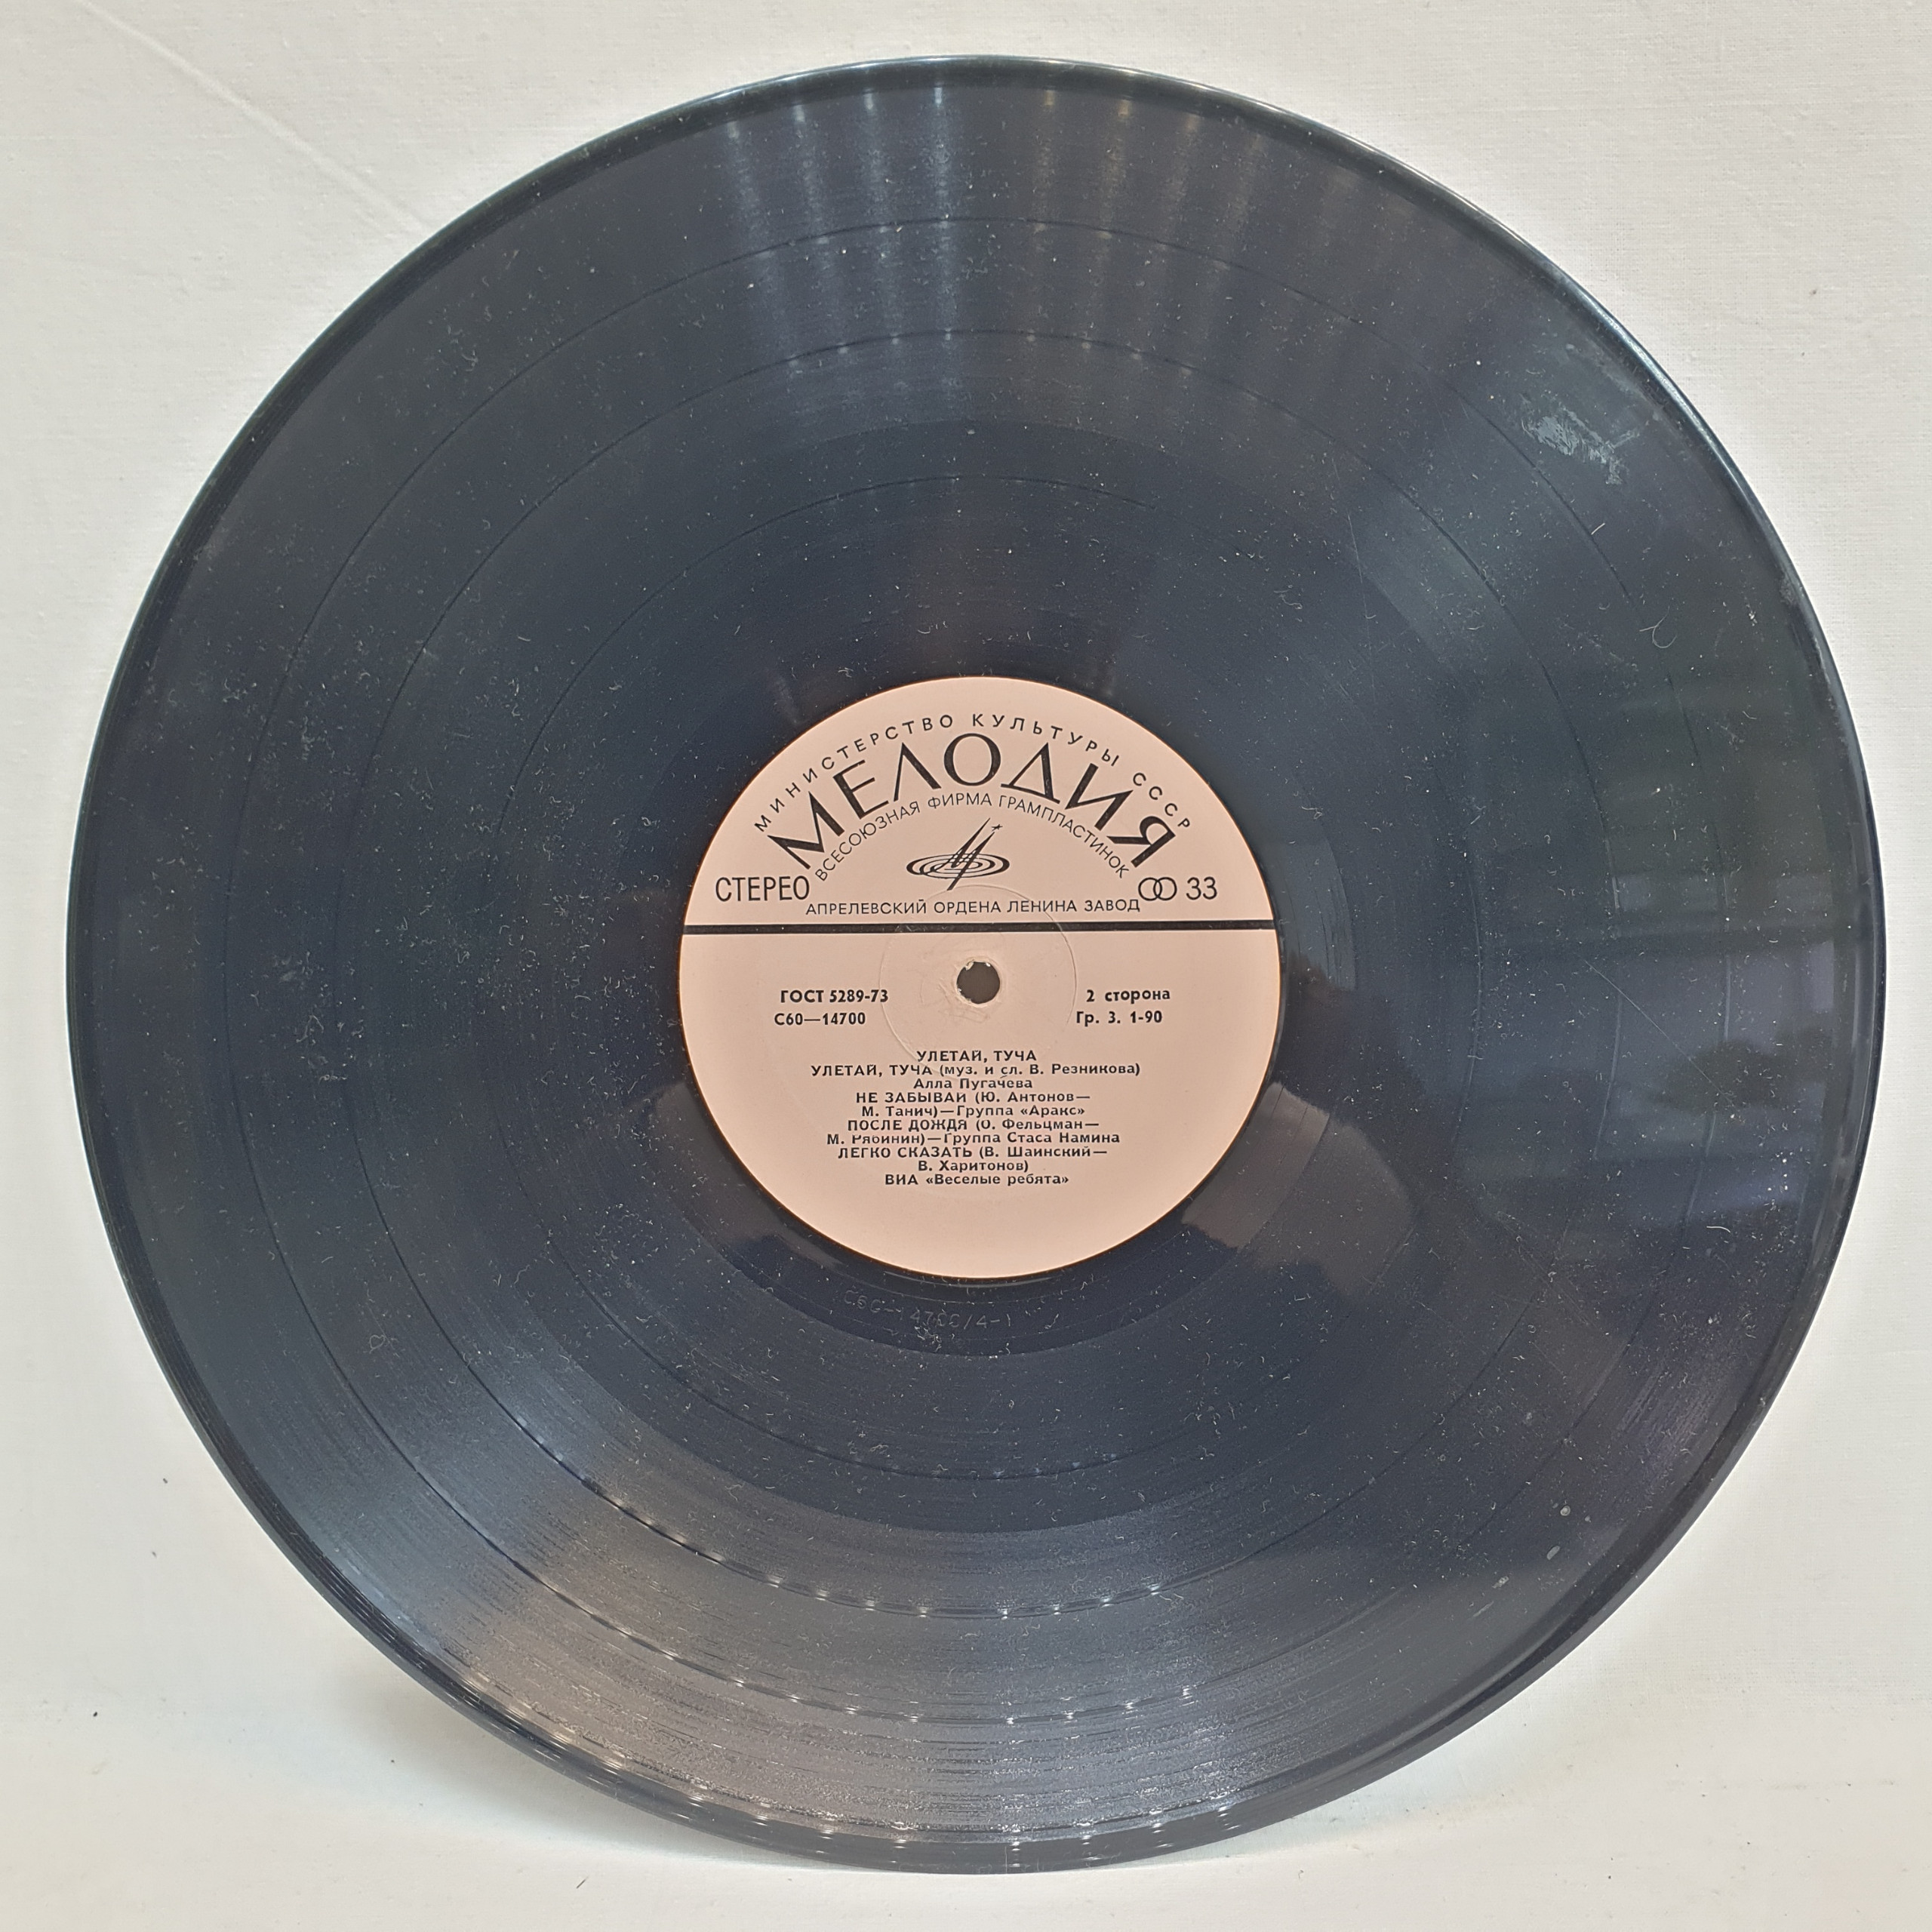 МИНИСТЕРСТВО КУЛЬТУРЫ СССР
МЕЛОДИЯ
ВСЕСОЮЗНАЯ ФИРМА ГРАМПЛАСТИНОК
СТЕРЕО
33
АПРЕЛЕВСКИЙ ОРДЕНА ЛЕНИНА ЗАВОД
ГОСТ 5289-73
2 сторона
С60—14700
Гр. 3. 1-90
УЛЕТАЙ, ТУЧА
УЛЕТАЙ, ТУЧА (муз. и сл. В. Резникова)
Алла Пугачева
НЕ ЗАБЫВАЙ (Ю. Антонов—
М. Танич)—Группа «Аракс»
ПОСЛЕ ДОЖДЯ (О. Фельцман—
М. Рябинин)—Группа Стаса Намина
ЛЕГКО СКАЗАТЬ (В. Шаинский—
В. Харитонов)
ВИА «Веселые ребята»